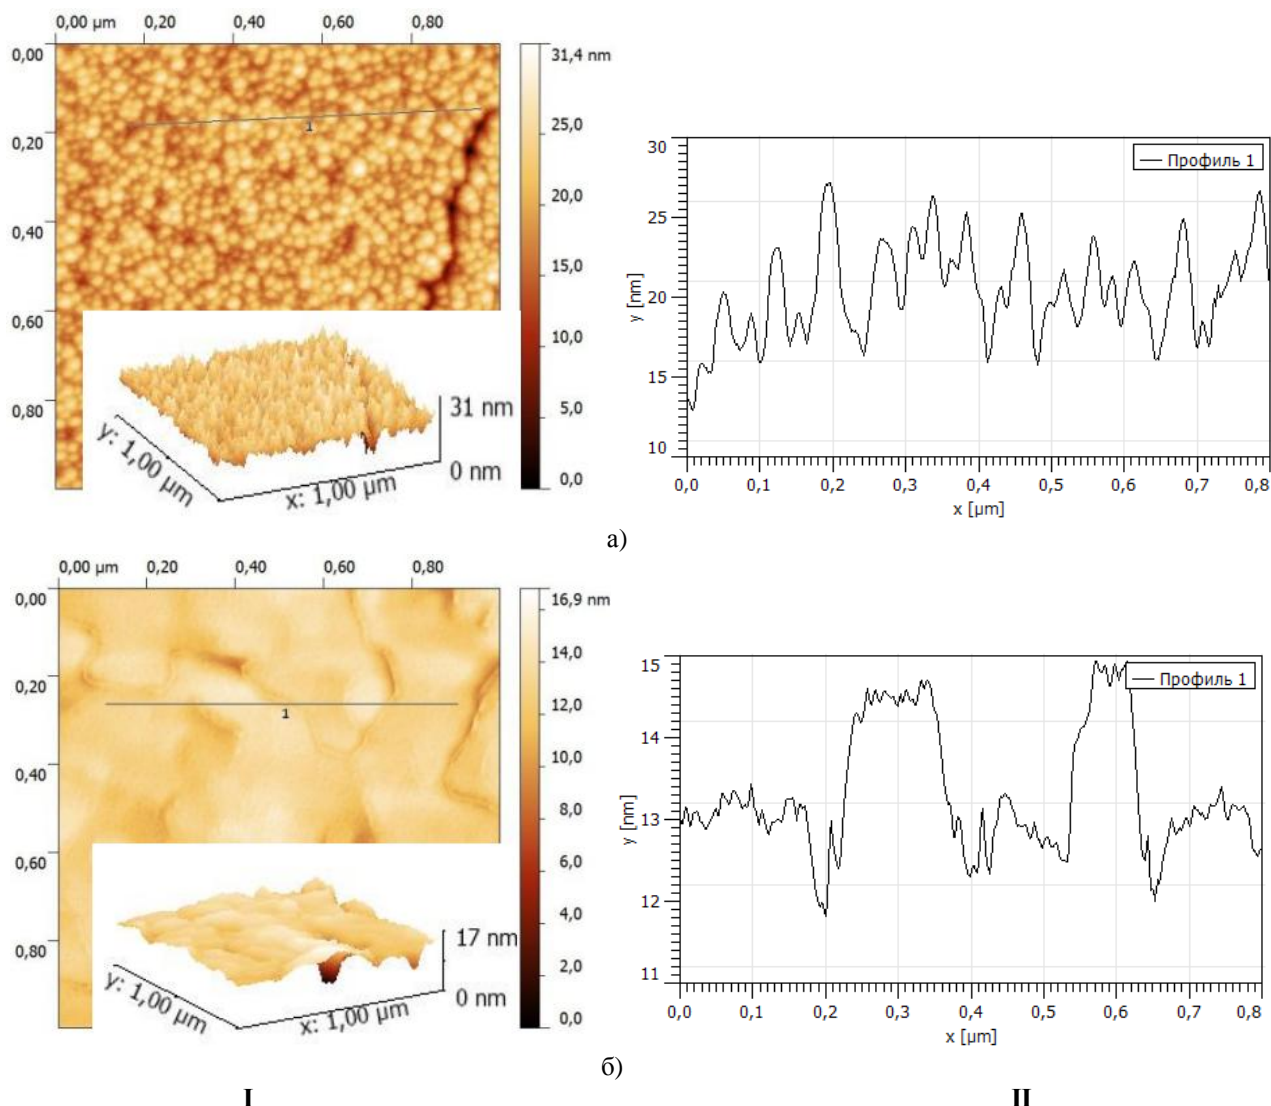 0,00 µm 0,20 0,40 0,60 0,80
0,00
0,20
0,40
0,60
0,80
31,4 nm
25,0
20,0
15,0
10,0
5,0
0,0
1
31 nm
0 nm
y: 1,00 µm
x: 1,00 µm
30
25
20
15
10
y [nm]
Профиль 1
0,0 0,1 0,2 0,3 0,4 0,5 0,6 0,7 0,8
x [µm]
а)
0,00 µm 0,20 0,40 0,60 0,80
0,00
0,20
0,40
0,60
0,80
16,9 nm
14,0
12,0
10,0
8,0
6,0
4,0
2,0
0,0
1
17 nm
0 nm
y: 1,00 µm
x: 1,00 µm
15
14
13
12
11
y [nm]
Профиль 1
0,0 0,1 0,2 0,3 0,4 0,5 0,6 0,7 0,8
x [µm]
б)
I II